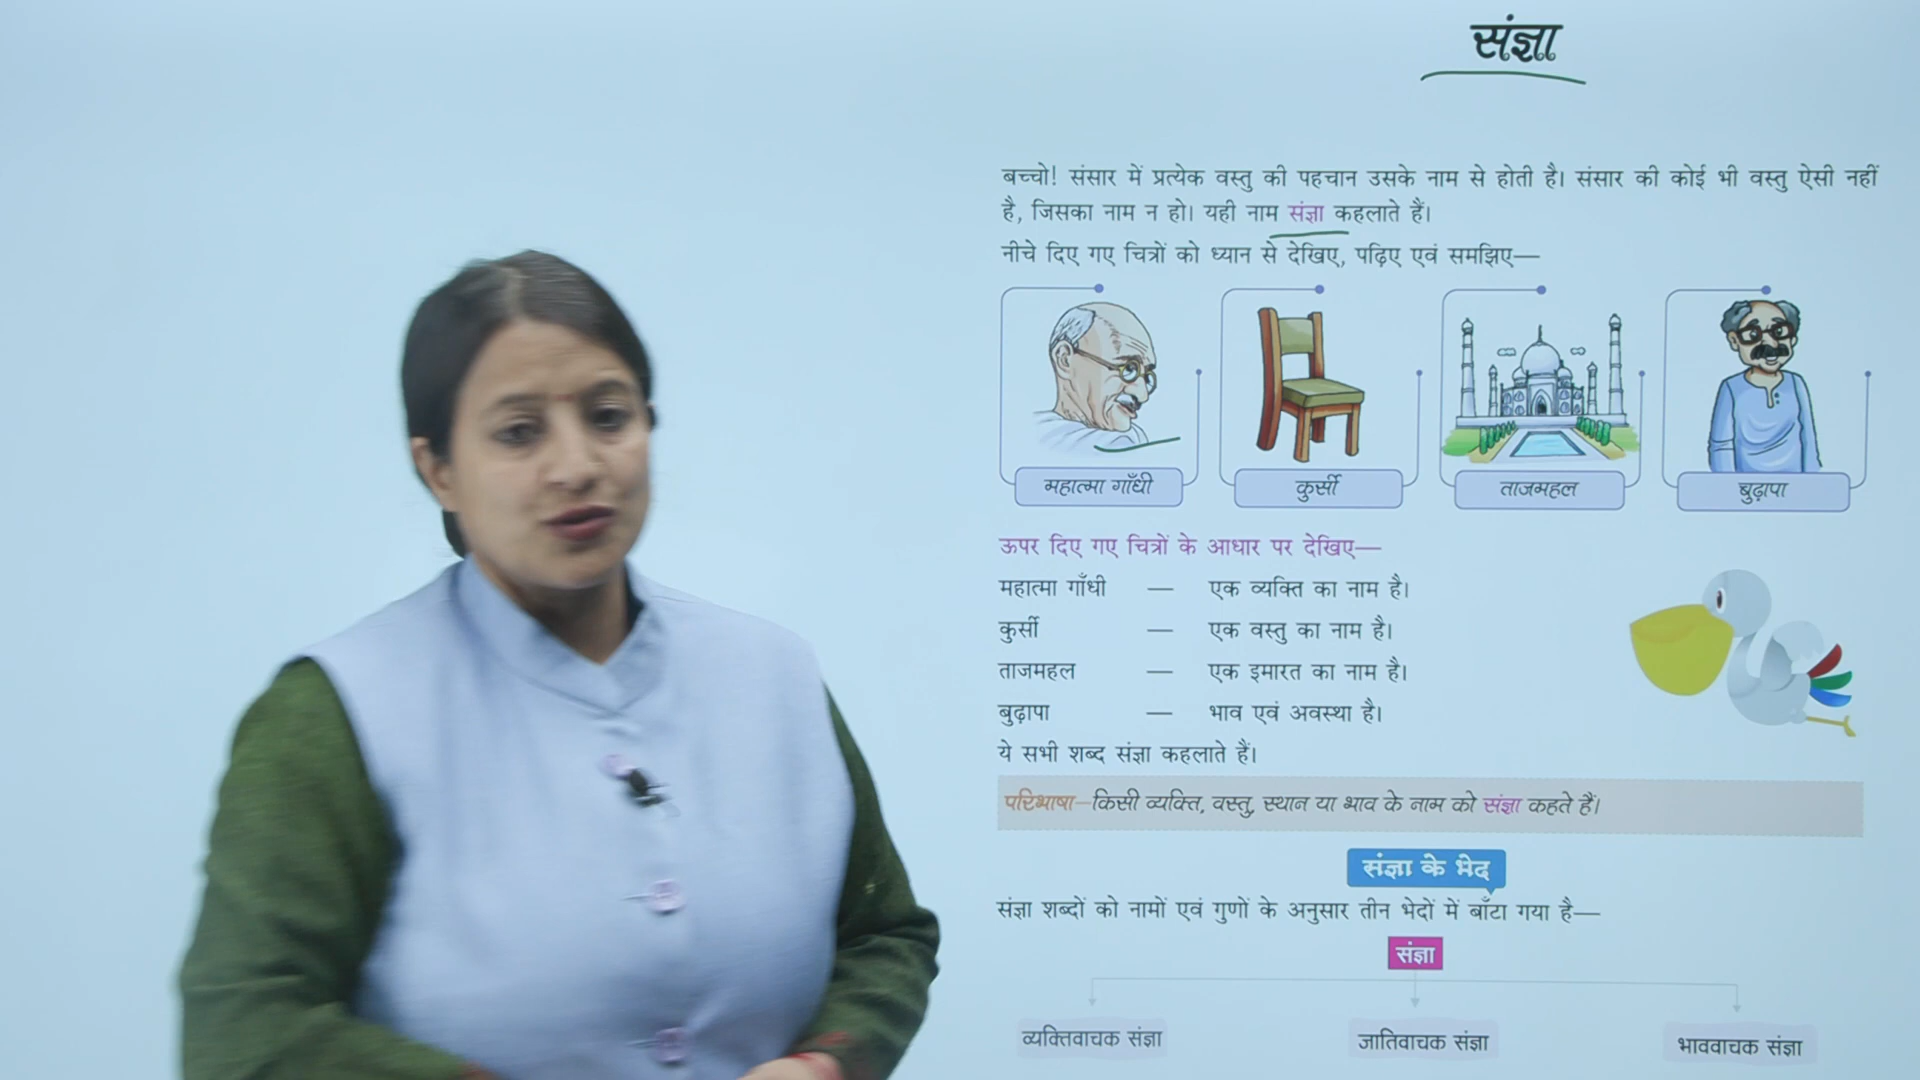 संज्ञा
बच्चो! संसार में प्रत्येक वस्तु की पहचान उसके नाम से होती है। संसार की कोई भी वस्तु ऐसी नहीं
है, जिसका नाम न हो। यही नाम संज्ञा कहलाते हैं।
नीचे दिए गए चित्रों को ध्यान से देखिए, पढ़िए एवं समझिए—
महात्मा गाँधी
कुर्सी
ताजमहल
बुढ़ापा
ऊपर दिए गए चित्रों के आधार पर देखिए—
महात्मा गाँधी — एक व्यक्ति का नाम है।
कुर्सी — एक वस्तु का नाम है।
ताजमहल — एक इमारत का नाम है।
बुढ़ापा — भाव एवं अवस्था है।
ये सभी शब्द संज्ञा कहलाते हैं।
परिभाषा—किसी व्यक्ति, वस्तु, स्थान या भाव के नाम को संज्ञा कहते हैं।
संज्ञा के भेद
संज्ञा शब्दों को नामों एवं गुणों के अनुसार तीन भेदों में बाँटा गया है—
संज्ञा
व्यक्तिवाचक संज्ञा
जातिवाचक संज्ञा
भाववाचक संज्ञा